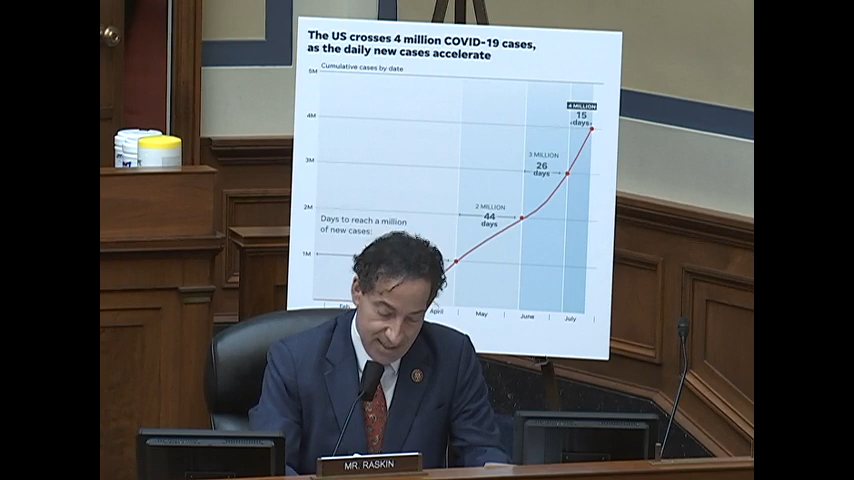 The US crosses 4 million COVID-19 cases,
as the daily new cases accelerate
Cumulative cases by date
5M
4M
3M
2M
1M
4 MILLION
15
days
3 MILLION
26
days
2 MILLION
44
days
Days to reach a million
of new cases:
Feb
April
May
June
July
MR. RASKIN